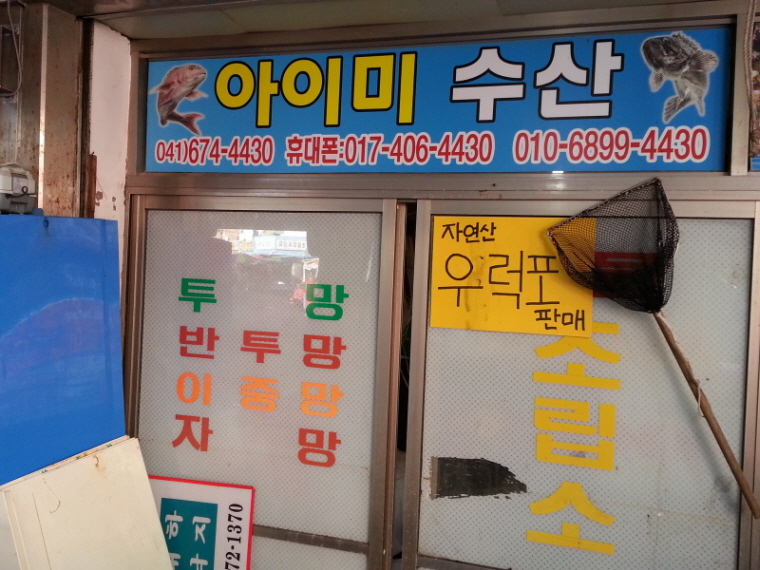 아이미 수산
041)674-4430 휴대폰:017-406-4430 010-6899-4430
자연산
우럭포
판매
투 망
반 투 망
이 중 망
자 망
조립소
72-1370